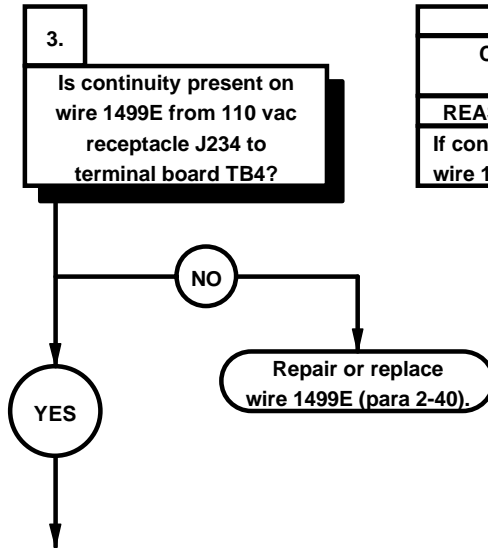 3.
Is continuity present on
wire 1499E from 110 vac
receptacle J234 to
terminal board TB4?
C
REA
If con
wire 1
NO
Repair or replace
wire 1499E (para 2-40).
YES